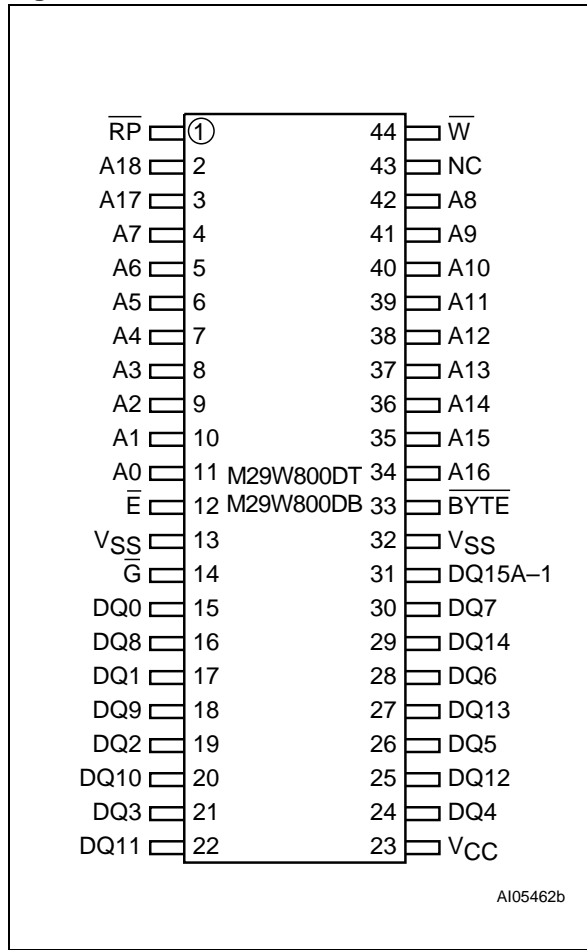 R̅P̅ 1 44 W̅
A18 2 43 NC
A17 3 42 A8
A7 4 41 A9
A6 5 40 A10
A5 6 39 A11
A4 7 38 A12
A3 8 37 A13
A2 9 36 A14
A1 10 35 A15
A0 11 M29W800DT 34 A16
E̅ 12 M29W800DB 33 B̅Y̅T̅E̅
VSS 13 32 VSS
G̅ 14 31 DQ15A–1
DQ0 15 30 DQ7
DQ8 16 29 DQ14
DQ1 17 28 DQ6
DQ9 18 27 DQ13
DQ2 19 26 DQ5
DQ10 20 25 DQ12
DQ3 21 24 DQ4
DQ11 22 23 VCC
AI05462b